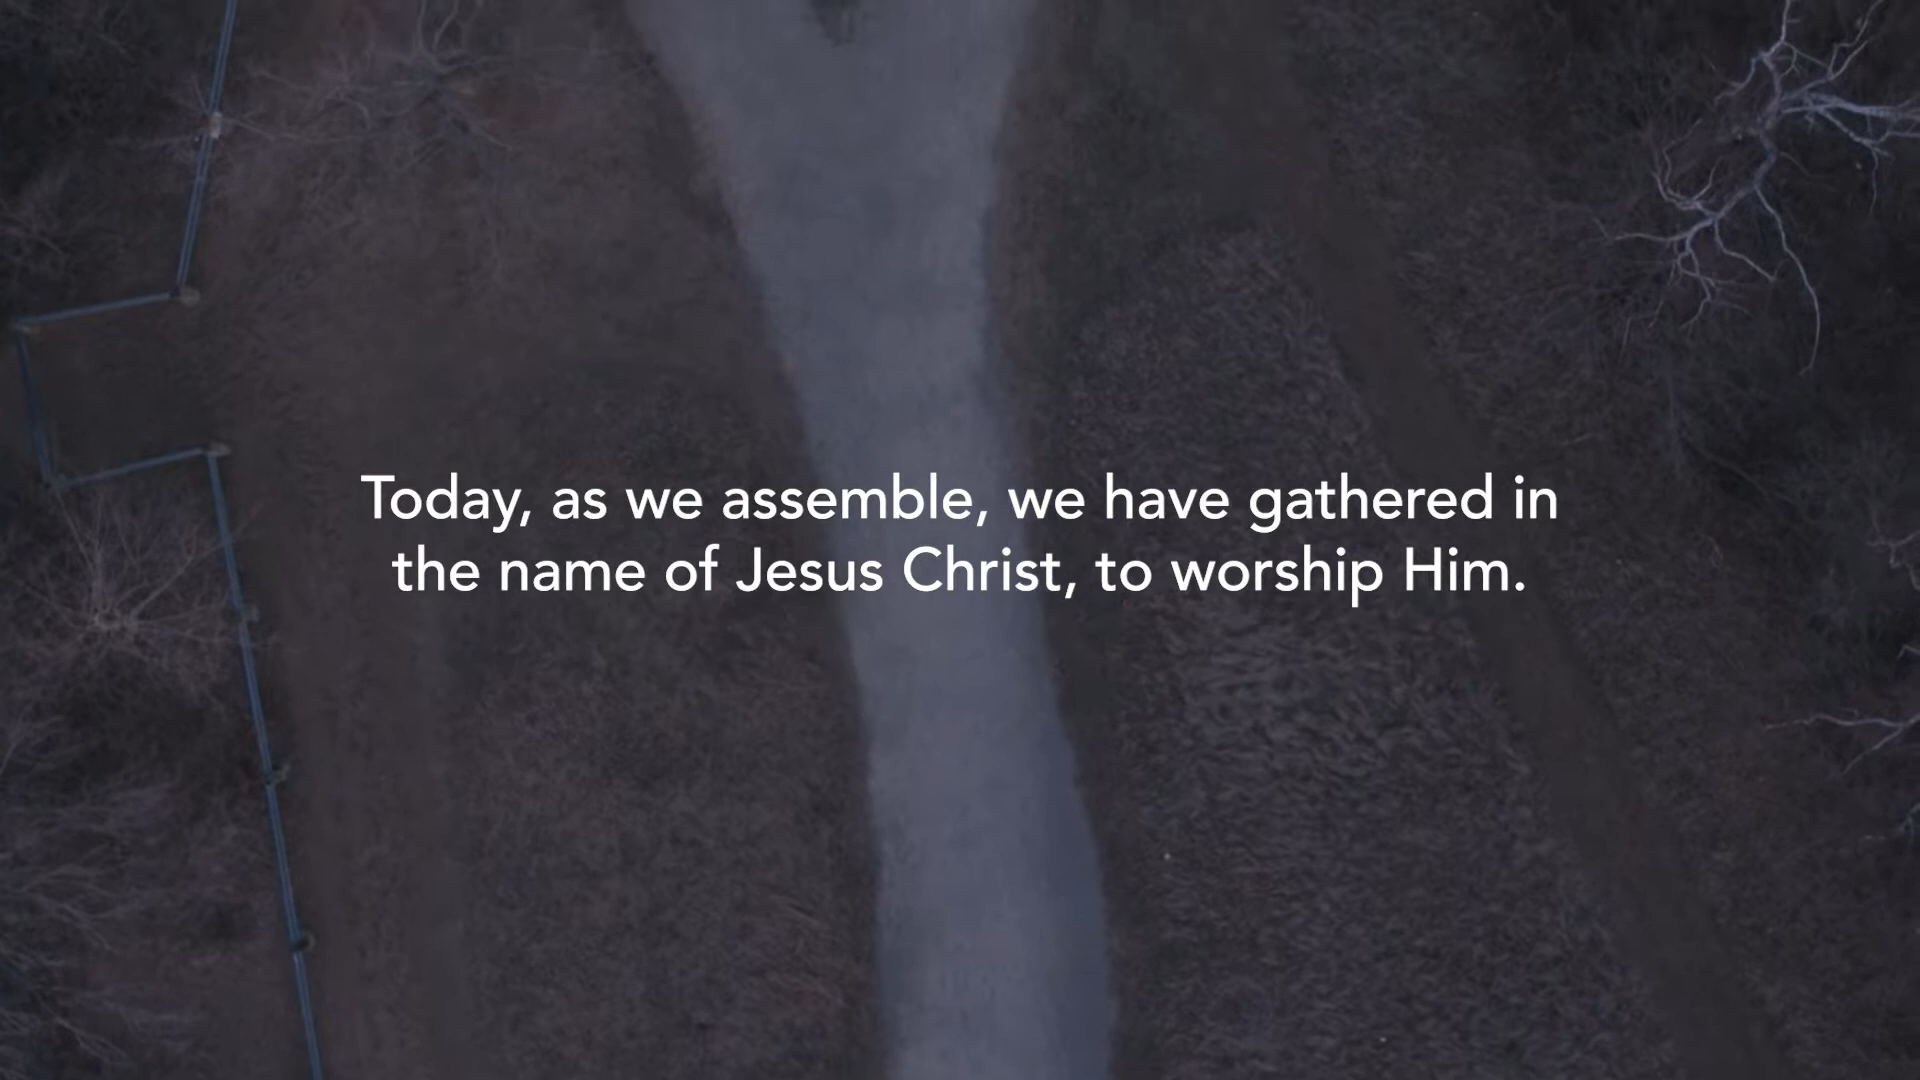 Today, as we assemble, we have gathered in
the name of Jesus Christ, to worship Him.